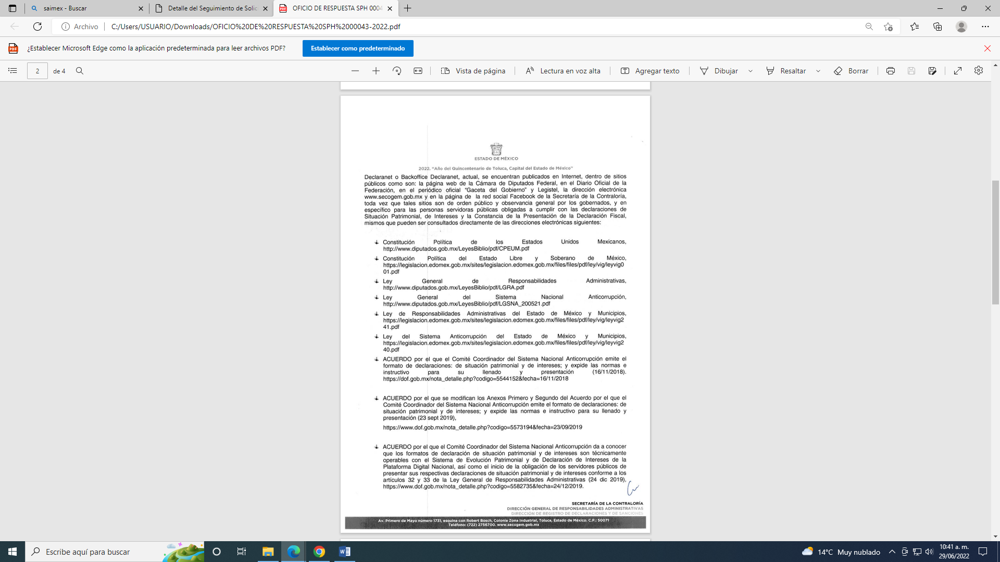 saimex - Buscar
Detalle del Seguimiento de Solic
OFICIO DE RESPUESTA SPH 0004
Archivo
C:/Users/USUARIO/Downloads/OFICIO%20DE%20RESPUESTA%20SPH%2000043-2022.pdf
¿Establecer Microsoft Edge como la aplicación predeterminada para leer archivos PDF?
Establecer como predeterminado
2 de 4
Vista de página
Lectura en voz alta
Agregar texto
Dibujar
Resaltar
Borrar
ESTADO DE MÉXICO
2022. "Año del Quincentenario de Toluca, Capital del Estado de México"
Declaranet o Backoffice Declaranet, actual, se encuentran publicados en Internet, dentro de sitios
públicos como son: la página web de la Cámara de Diputados Federal, en el Diario Oficial de la
Federación, en el periódico oficial "Gaceta del Gobierno" y Legistel, la dirección electrónica
www.secogem.gob.mx y en la página de la red social Facebook de la Secretaría de la Contraloría,
toda vez que tales sitios son de orden público y observancia general por los gobernados, y en
específico para las personas servidoras públicas obligadas a cumplir con las declaraciones de
Situación Patrimonial, de Intereses y la Constancia de la Presentación de la Declaración Fiscal,
mismos que pueden ser consultados directamente de las direcciones electrónicas siguientes:
Constitución Política de los Estados Unidos Mexicanos,
http://www.diputados.gob.mx/LeyesBiblio/pdf/CPEUM.pdf
Constitución Política del Estado Libre y Soberano de México,
https://legislacion.edomex.gob.mx/sites/legislacion.edomex.gob.mx/files/files/pdf/ley/vig/leyvig0
01.pdf
Ley General de Responsabilidades Administrativas,
http://www.diputados.gob.mx/LeyesBiblio/pdf/LGRA.pdf
Ley General del Sistema Nacional Anticorrupción,
http://www.diputados.gob.mx/LeyesBiblio/pdf/LGSNA_200521.pdf
Ley de Responsabilidades Administrativas del Estado de México y Municipios,
https://legislacion.edomex.gob.mx/sites/legislacion.edomex.gob.mx/files/files/pdf/ley/vig/leyvig2
41.pdf
Ley del Sistema Anticorrupción del Estado de México y Municipios,
https://legislacion.edomex.gob.mx/sites/legislacion.edomex.gob.mx/files/files/pdf/ley/vig/leyvig2
40.pdf
ACUERDO por el que el Comité Coordinador del Sistema Nacional Anticorrupción emite el
formato de declaraciones: de situación patrimonial y de intereses; y expide las normas e
instructivo para su llenado y presentación (16/11/2018).
https://dof.gob.mx/nota_detalle.php?codigo=5544152&fecha=16/11/2018
ACUERDO por el que se modifican los Anexos Primero y Segundo del Acuerdo por el que el
Comité Coordinador del Sistema Nacional Anticorrupción emite el formato de declaraciones: de
situación patrimonial y de intereses; y expide las normas e instructivo para su llenado y
presentación (23 sept 2019),
https://www.dof.gob.mx/nota_detalle.php?codigo=5573194&fecha=23/09/2019
ACUERDO por el que el Comité Coordinador del Sistema Nacional Anticorrupción da a conocer
que los formatos de declaración de situación patrimonial y de intereses son técnicamente
operables con el Sistema de Evolución Patrimonial y de Declaración de Intereses de la
Plataforma Digital Nacional, así como el inicio de la obligación de los servidores públicos de
presentar sus respectivas declaraciones de situación patrimonial y de intereses conforme a los
artículos 32 y 33 de la Ley General de Responsabilidades Administrativas (24 dic 2019),
https://www.dof.gob.mx/nota_detalle.php?codigo=5582735&fecha=24/12/2019.
SECRETARÍA DE LA CONTRALORÍA
DIRECCIÓN GENERAL DE RESPONSABILIDADES ADMINISTRATIVAS
DIRECCIÓN DE REGISTRO DE DECLARACIONES Y DE SANCIONES
Av. Primero de Mayo número 1731, esquina con Robert Bosch, Colonia Zona Industrial, Toluca, Estado de México. C.P.: 50071
Teléfono: (722) 2756700. www.secogem.gob.mx
Escribe aquí para buscar
14°C Muy nublado
10:41 a. m.
29/06/2022